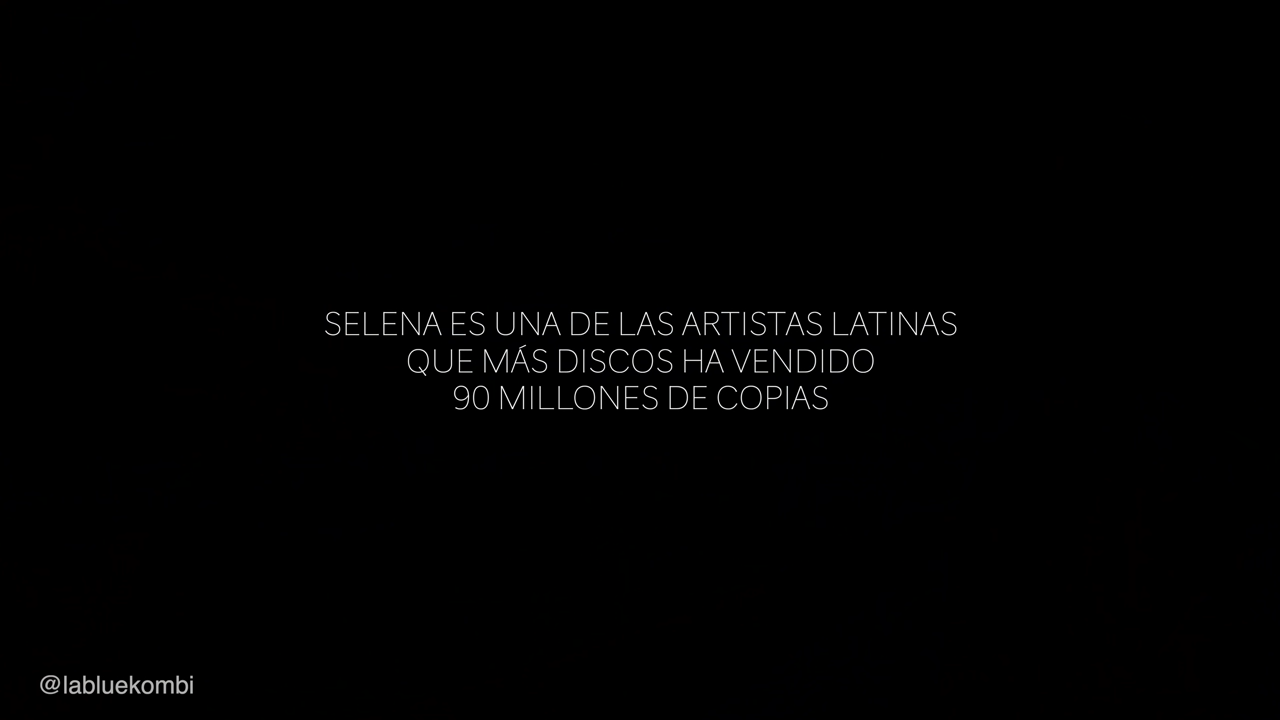 SELENA ES UNA DE LAS ARTISTAS LATINAS
QUE MÁS DISCOS HA VENDIDO
90 MILLONES DE COPIAS
@labluekombi